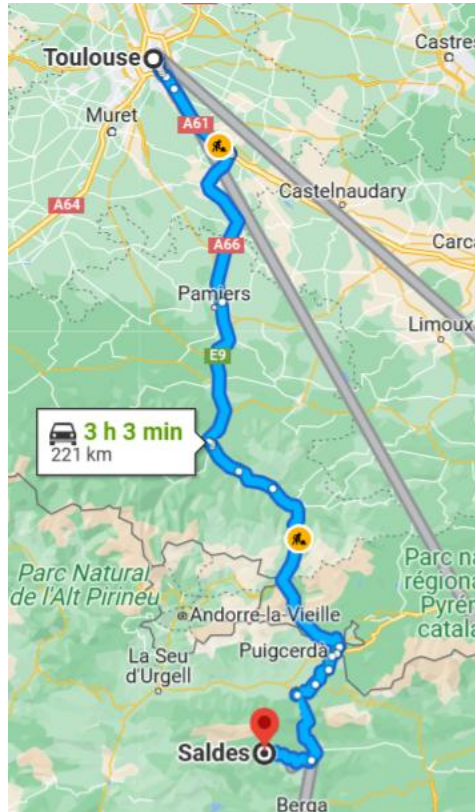 Toulouse
Castres
Muret
A61
A64
Castelnaudary
A66
Carca
Pamiers
Limoux
E9
3 h 3 min
221 km
Parc Natural
de l'Alt Pirineu
Parc na
régiona
Pyrén
catala
Andorre-la-Vieille
Puigcerdà
La Seu
d'Urgell
Saldes
Berga